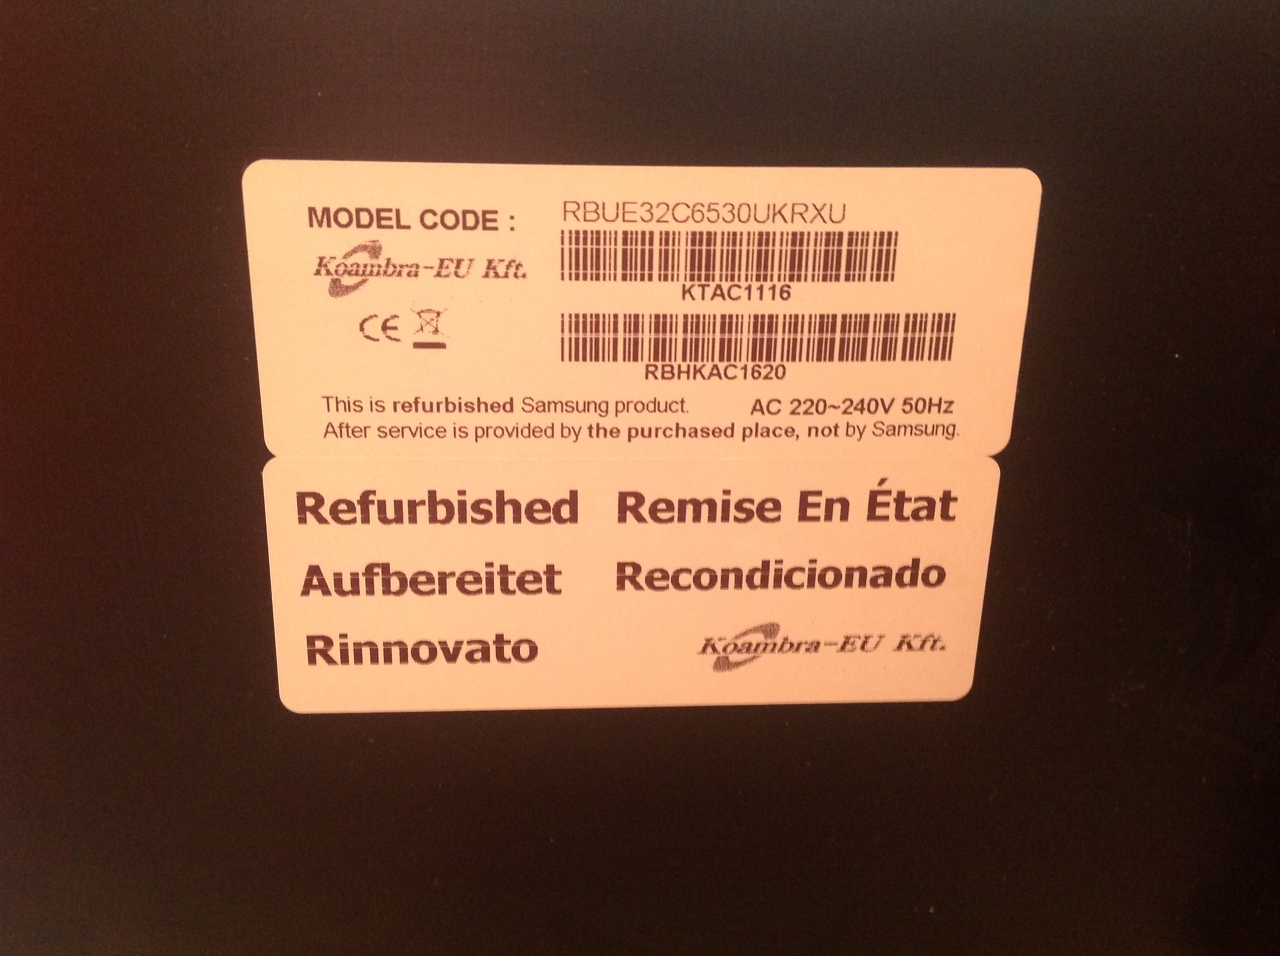 MODEL CODE :
RBUE32C6530UKRXU
Koambra-EU Kft.
KTAC1116
CE
RBHKAC1620
This is refurbished Samsung product. AC 220~240V 50Hz
After service is provided by the purchased place, not by Samsung.
Refurbished Remise En État
Aufbereitet Recondicionado
Rinnovato Koambra-EU Kft.